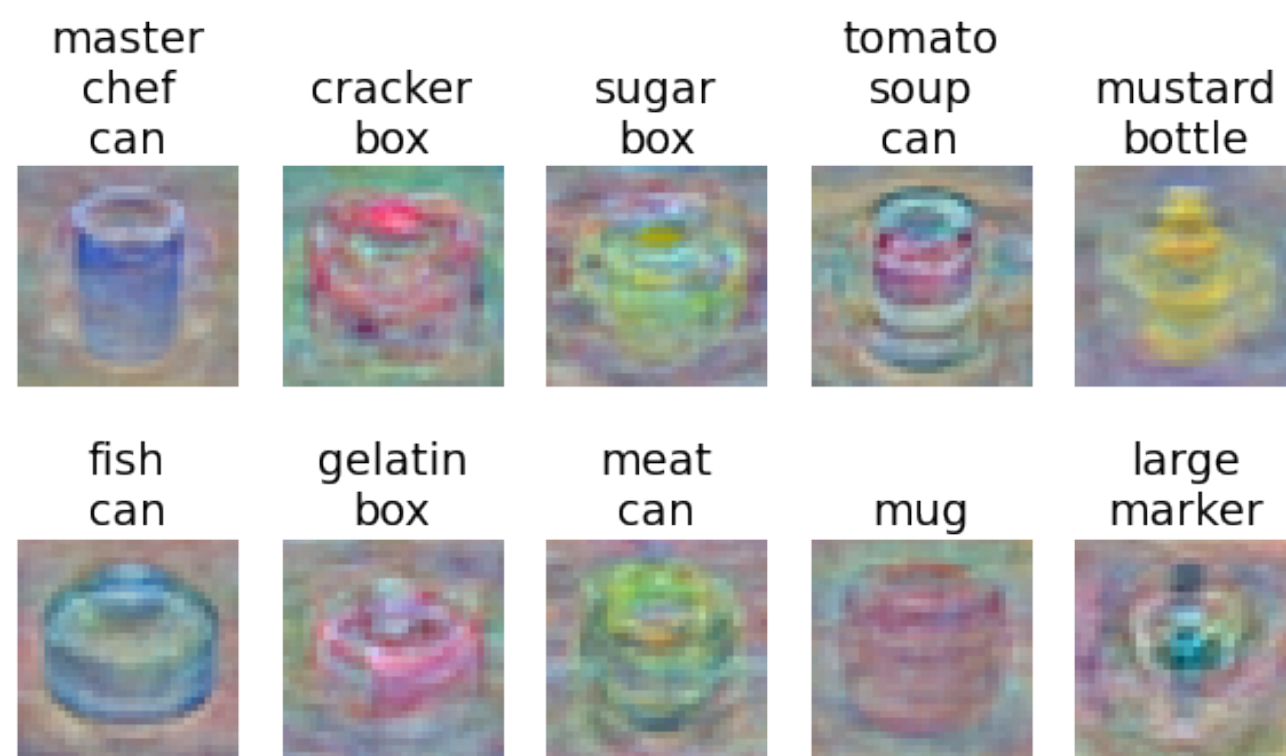 master
chef
can
cracker
box
sugar
box
tomato
soup
can
mustard
bottle
fish
can
gelatin
box
meat
can
mug
large
marker